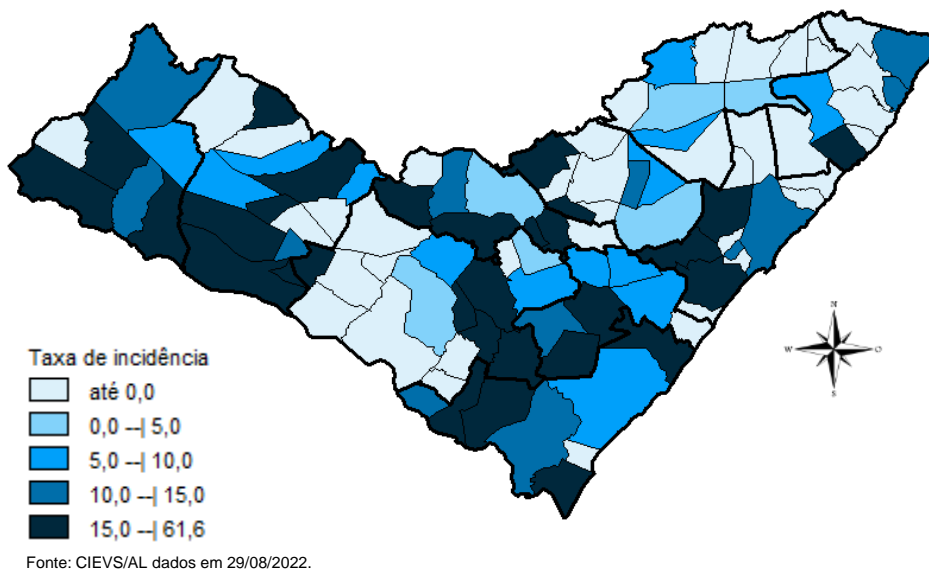 N
W
O
S
Taxa de incidência
até 0,0
0,0 --| 5,0
5,0 --| 10,0
10,0 --| 15,0
15,0 --| 61,6
Fonte: CIEVS/AL dados em 29/08/2022.